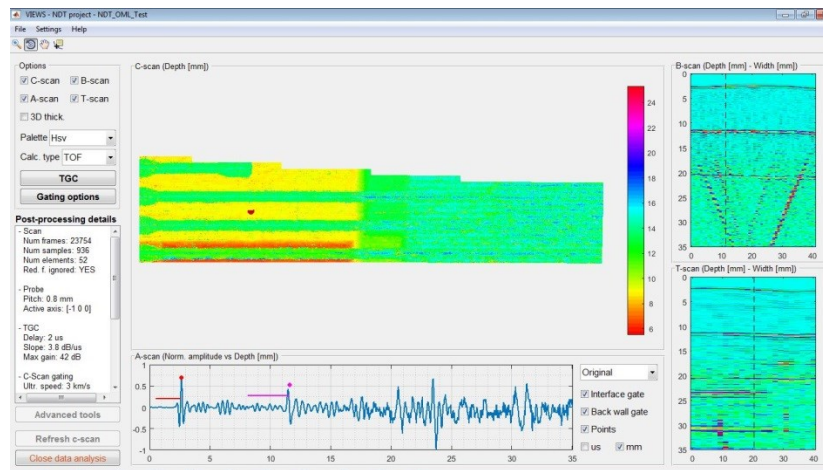 VIEWS - NDT project - NDT_OML_Test
File Settings Help
Options
C-scan B-scan
A-scan T-scan
3D thick.
Palette Hsv
Calc. type TOF
TGC
Gating options
Post-processing details
- Scan
Num frames: 23754
Num samples: 936
Num elements: 52
Red. f. ignored: YES
- Probe
Pitch: 0.8 mm
Active axis: [-1 0 0]
- TGC
Delay: 2 us
Slope: 3.8 dB/us
Max gain: 42 dB
- C-Scan gating
Ultr. speed: 3 km/s
Advanced tools
Refresh c-scan
Close data analysis
C-scan (Depth [mm])
24
22
20
18
16
14
12
10
8
6
A-scan (Norm. amplitude vs Depth [mm])
1
0.5
0
-0.5
-1
0 5 10 15 20 25 30 35
Original
Interface gate
Back wall gate
Points
us mm
B-scan (Depth [mm] - Width [mm])
0
5
10
15
20
25
30
35
0 10 20 30 40
T-scan (Depth [mm] - Width [mm])
0
5
10
15
20
25
30
35
0 10 20 30 40